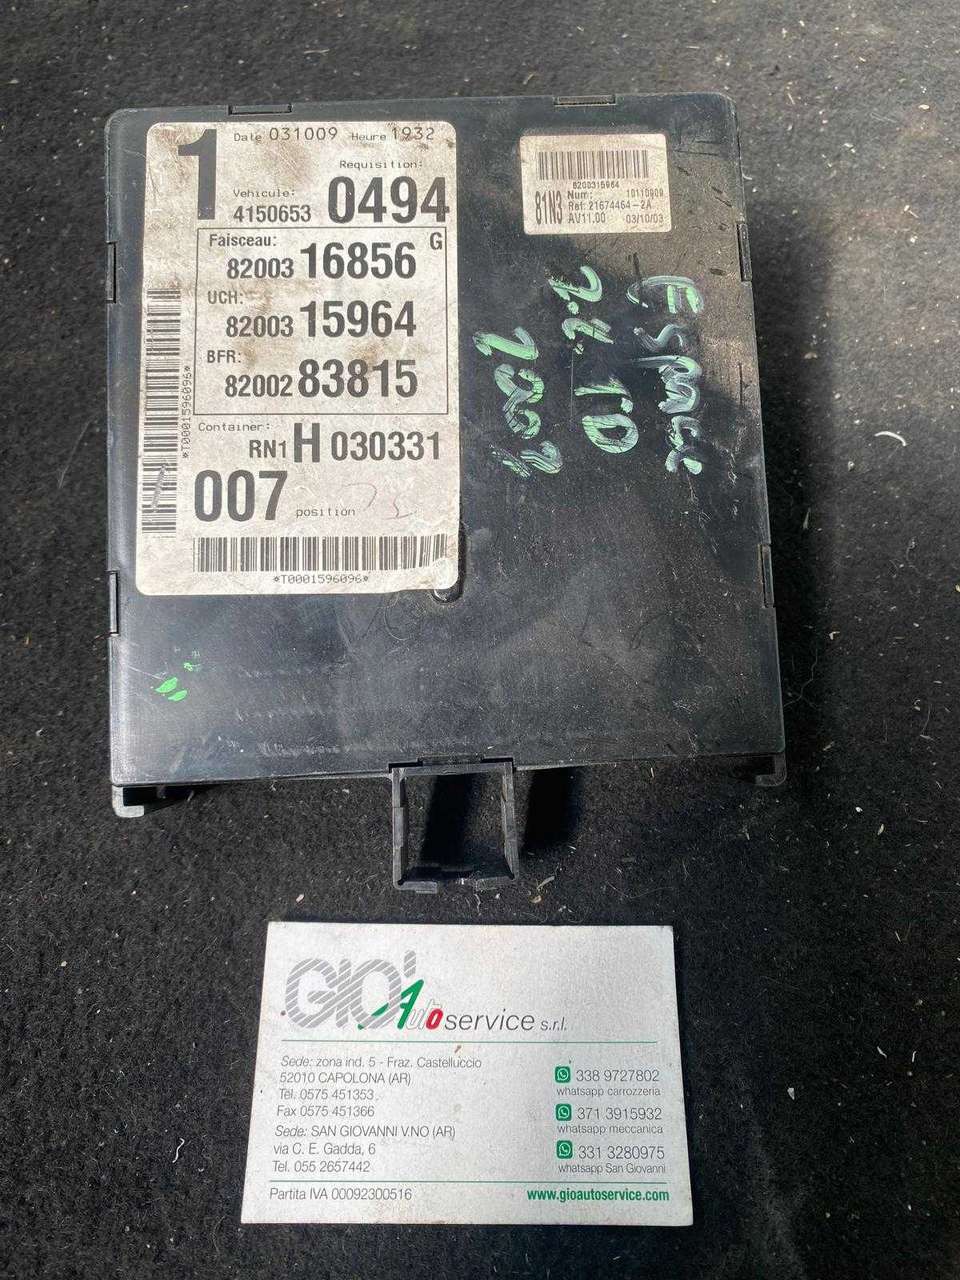 1
Date 031009 Heure 1932
Requisition:
Vehicule:
4150653 0494
Faisceau: G
82003 16856
UCH:
82003 15964
BFR:
82002 83815
Container:
RN1 H 030331
007 position
*T0001596096*
*T0001596096*
8200315964
81N3
Num: 10110909
Ref: 21674464-2A
AV11.00 03/10/03
ESPACE
2.2 TD
GIO' Auto service s.r.l.
Sede: zona ind. 5 - Fraz. Castelluccio
52010 CAPOLONA (AR)
Tel. 0575 451353
Fax 0575 451366
Sede: SAN GIOVANNI V.NO (AR)
via C. E. Gadda, 6
Tel. 055 2657442
338 9727802
whatsapp carrozzeria
371 3915932
whatsapp meccanica
331 3280975
whatsapp San Giovanni
Partita IVA 00092300516
www.gioautoservice.com